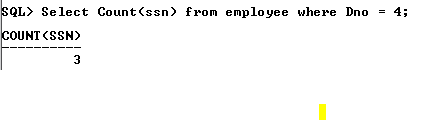 SQL> Select Count(ssn) from employee where Dno = 4;
COUNT(SSN)
----------
3